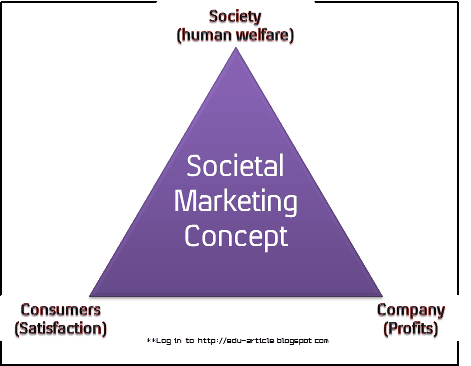 Society
(human welfare)
Societal
Marketing
Concept
Consumers
(Satisfaction)
Company
(Profits)
**Log in to http://edu-article.blogspot.com